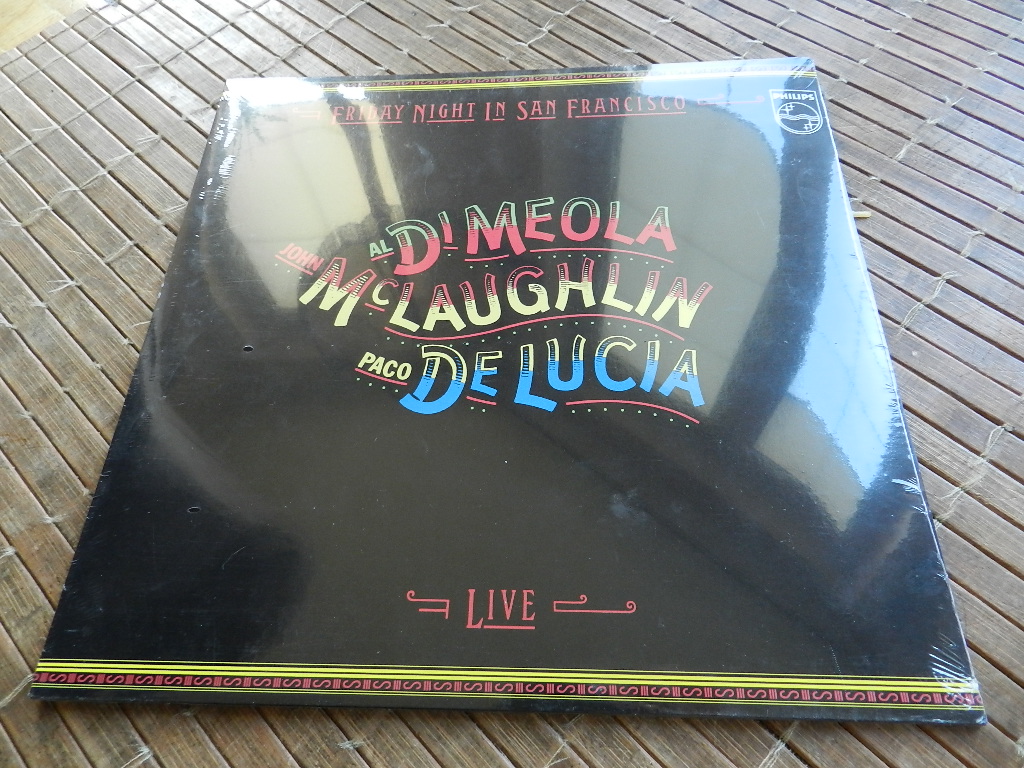 FRIDAY NIGHT IN SAN FRANCISCO
PHILIPS
AL DI MEOLA
JOHN MCLAUGHLIN
PACO DE LUCIA
LIVE